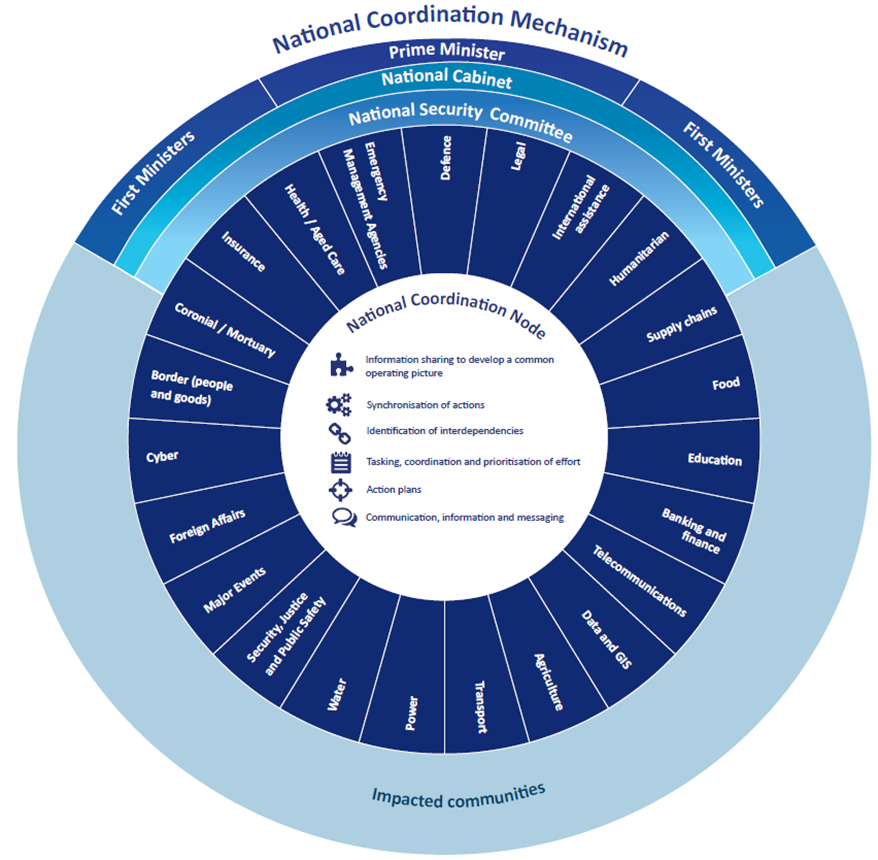 National Coordination Mechanism
Prime Minister
National Cabinet
National Security Committee
First Ministers
First Ministers
Emergency
Management Agencies
Defence
Legal
International
assistance
Humanitarian
Supply chains
Food
Education
Banking and
finance
Telecommunications
Data and GIS
Agriculture
Transport
Power
Water
Security, Justice
and Public Safety
Major Events
Foreign Affairs
Cyber
Border (people
and goods)
Coronial / Mortuary
Insurance
Health / Aged Care
National Coordination Node
Information sharing to develop a common
operating picture
Synchronisation of actions
Identification of interdependencies
Tasking, coordination and prioritisation of effort
Action plans
Communication, information and messaging
Impacted communities